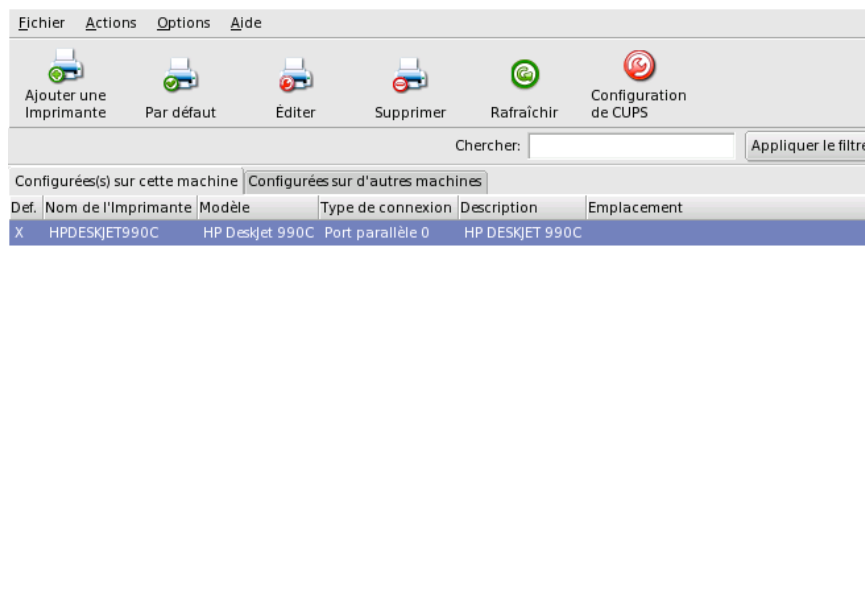 Fichier Actions Options Aide
Ajouter une
Imprimante
Par défaut
Éditer
Supprimer
Rafraîchir
Configuration
de CUPS
Chercher:
Appliquer le filtre
Configurées(s) sur cette machine
Configurées sur d'autres machines
Def. Nom de l'Imprimante Modèle Type de connexion Description Emplacement
X HPDESKJET990C HP DeskJet 990C Port parallèle 0 HP DESKJET 990C